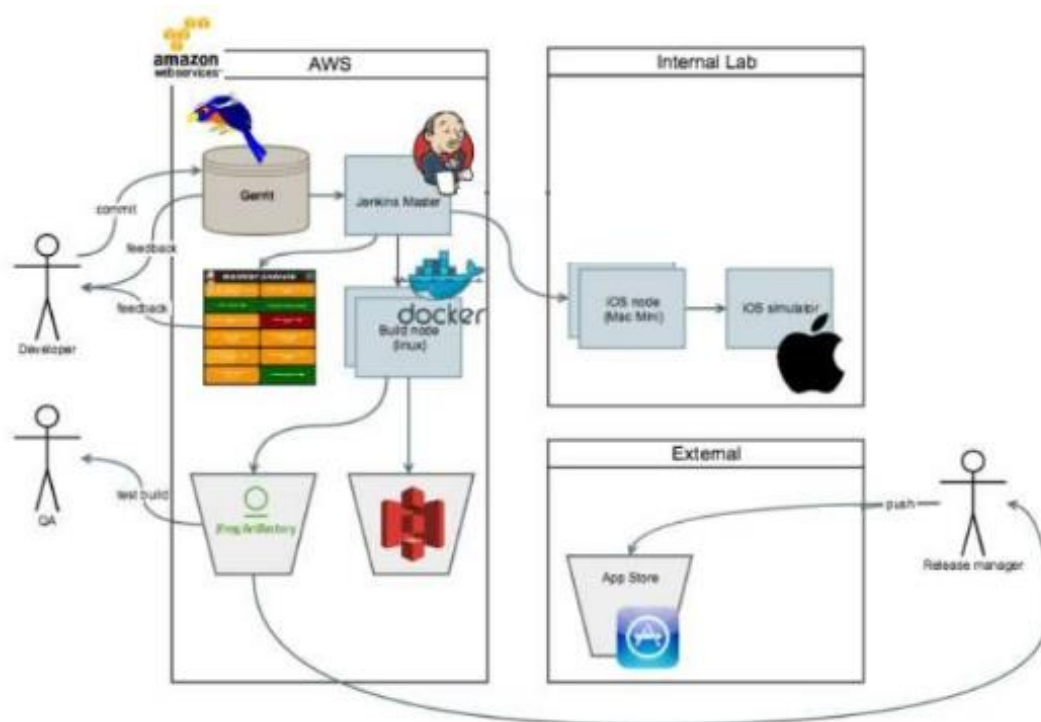 amazon
webservices™
AWS
Internal Lab
Gerrit
Jenkins Master
commit
feedback
feedback
Developer
docker
Build node
(linux)
iOS node
(Mac Mini)
iOS simulator
External
test build
QA
JFrog Artifactory
push
App Store
Release manager